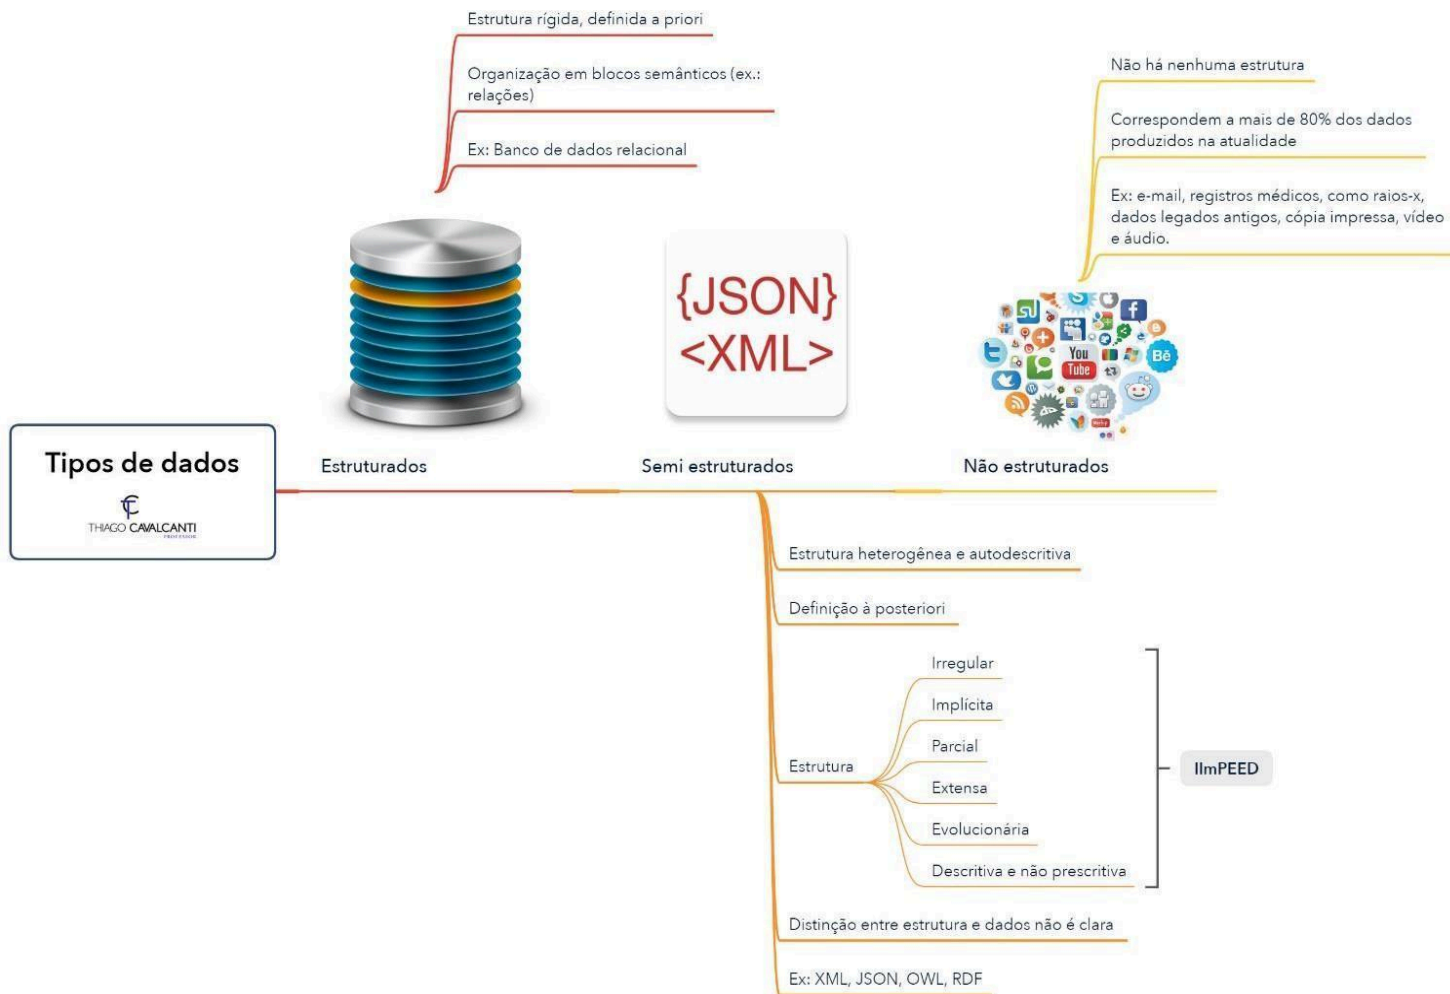 Estrutura rígida, definida a priori
Organização em blocos semânticos (ex.:
relações)
Ex: Banco de dados relacional
Não há nenhuma estrutura
Correspondem a mais de 80% dos dados
produzidos na atualidade
Ex: e-mail, registros médicos, como raios-x,
dados legados antigos, cópia impressa, vídeo
e áudio.
{JSON}
<XML>
You
Tube
Bē
Tipos de dados
THIAGO CAVALCANTI
PROFESSOR
Estruturados
Semi estruturados
Não estruturados
Estrutura heterogênea e autodescritiva
Definição à posteriori
Estrutura
Irregular
Implícita
Parcial
Extensa
Evolucionária
Descritiva e não prescritiva
IImPEED
Distinção entre estrutura e dados não é clara
Ex: XML, JSON, OWL, RDF